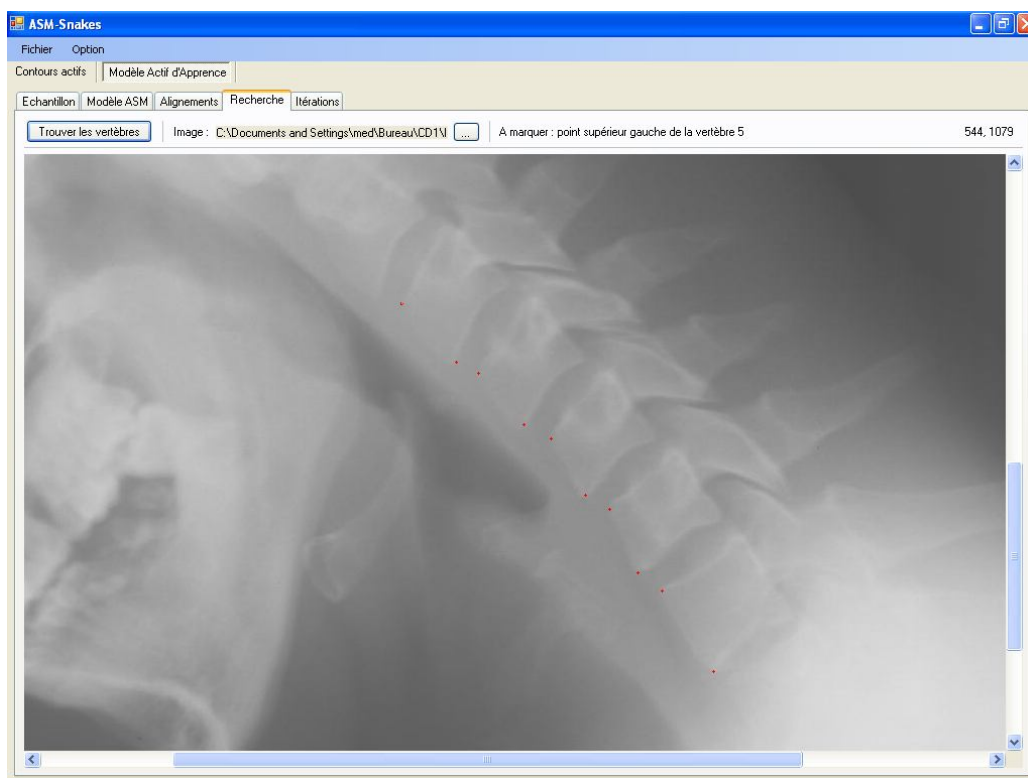 ASM-Snakes
Fichier Option
Contours actifs Modèle Actif d'Apprence
Echantillon Modèle ASM Alignements Recherche Itérations
Trouver les vertèbres Image : C:\Documents and Settings\med\Bureau\CD1\I ... A marquer : point supérieur gauche de la vertèbre 5 544, 1079